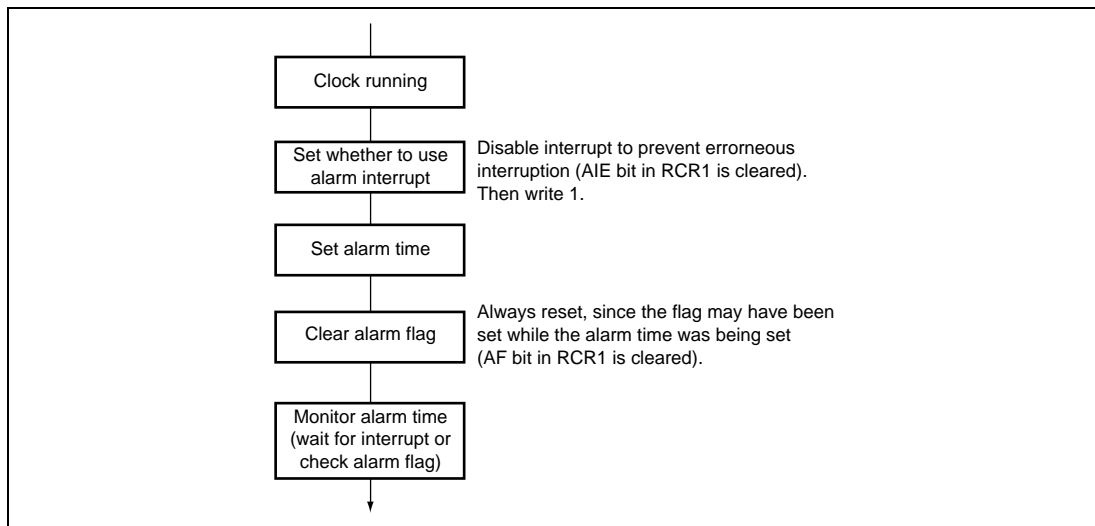 Clock running
Set whether to use
alarm interrupt
Disable interrupt to prevent errorneous
interruption (AIE bit in RCR1 is cleared).
Then write 1.
Set alarm time
Clear alarm flag
Always reset, since the flag may have been
set while the alarm time was being set
(AF bit in RCR1 is cleared).
Monitor alarm time
(wait for interrupt or
check alarm flag)